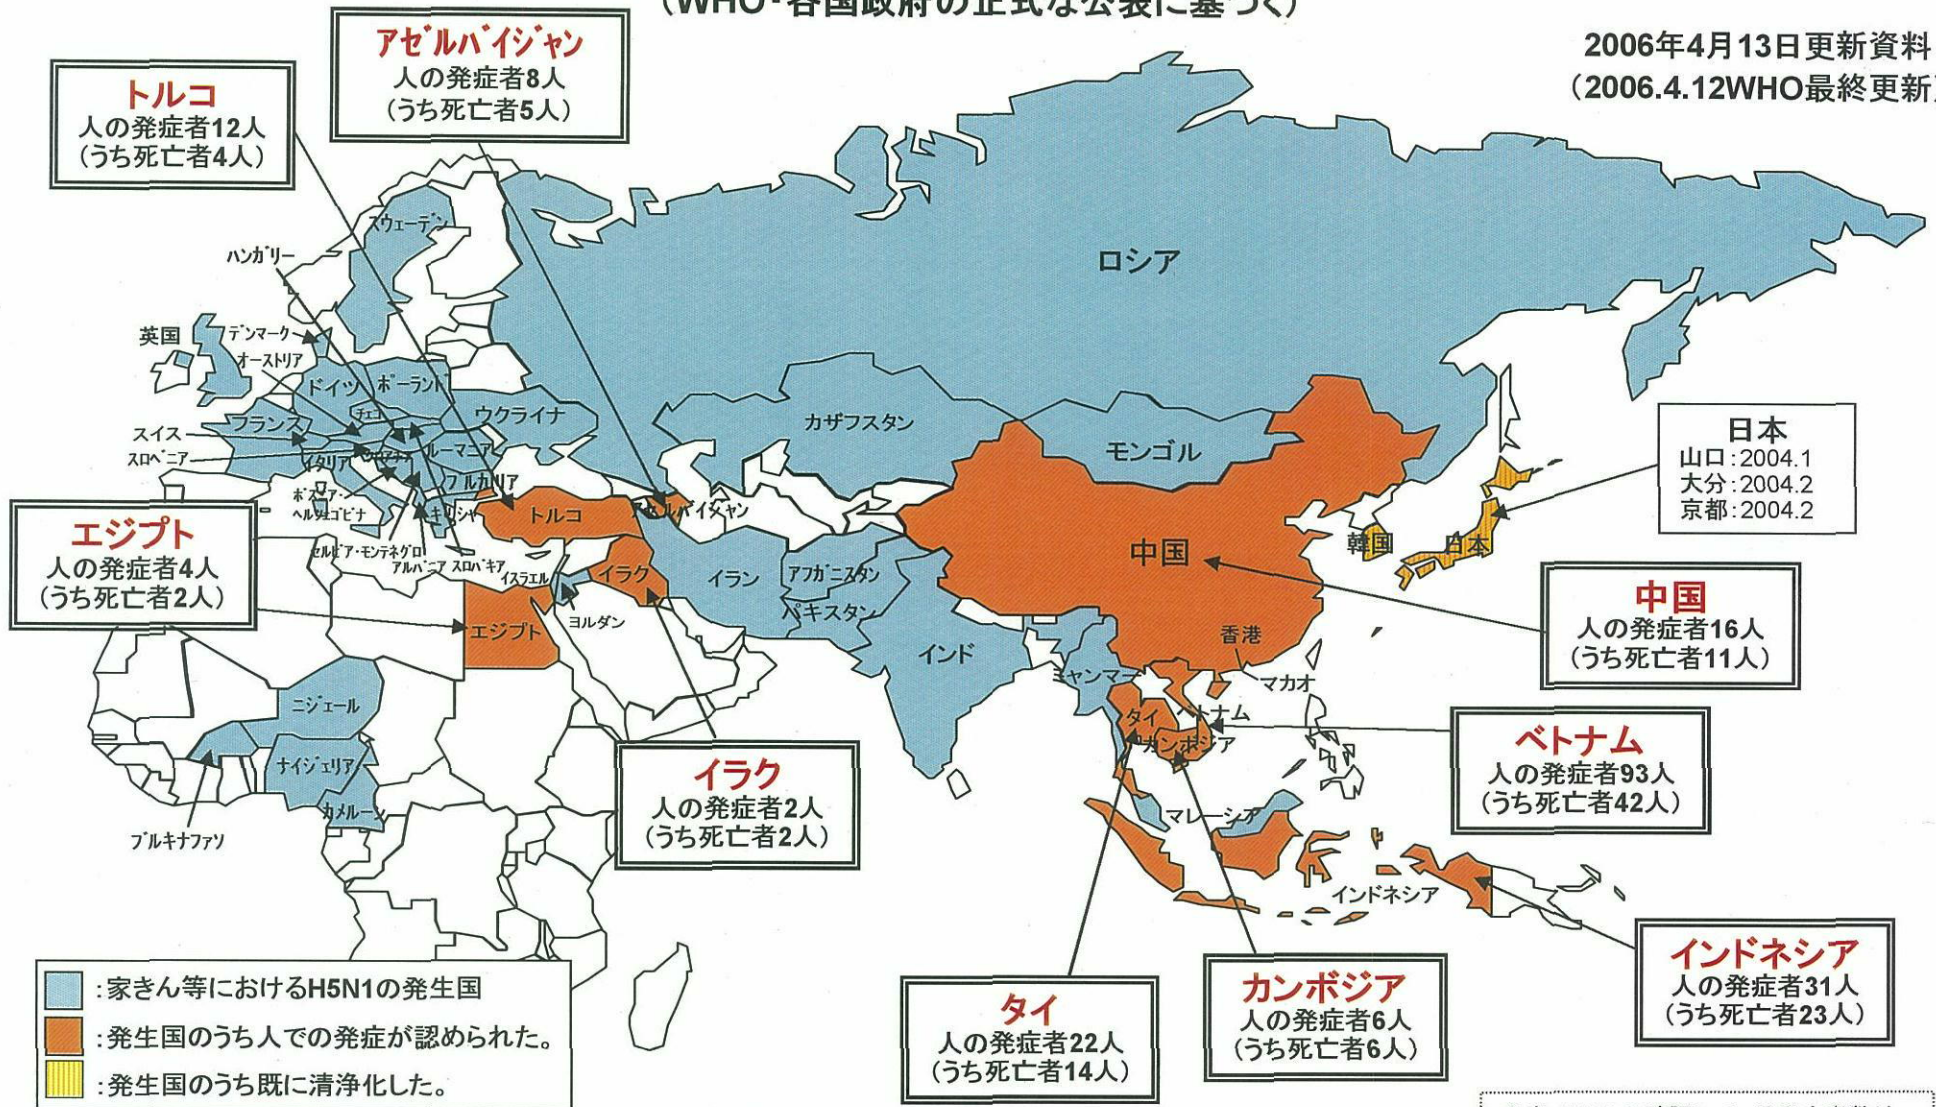 （WHO・各国政府の正式な公表に基づく）
2006年4月13日更新資料
（2006.4.12WHO最終更新）
アゼルバイジャン
人の発症者8人
（うち死亡者5人）
トルコ
人の発症者12人
（うち死亡者4人）
スウェーデン
ハンガリー
ロシア
英国
デンマーク
オーストリア
ドイツ
ポーランド
チェコ
フランス
ウクライナ
カザフスタン
モンゴル
スイス
スロベニア
イタリア
クロアチア
ルーマニア
ブルガリア
ボスニア・
ヘルツェゴビナ
ギリシャ
トルコ
アゼルバイジャン
セルビア・モンテネグロ
アルバニア
スロバキア
イスラエル
イラク
イラン
アフガニスタン
パキスタン
中国
韓国
日本
日本
山口：2004.1
大分：2004.2
京都：2004.2
エジプト
人の発症者4人
（うち死亡者2人）
エジプト
ヨルダン
インド
ミャンマー
香港
マカオ
中国
人の発症者16人
（うち死亡者11人）
ニジェール
ナイジェリア
カメルーン
ブルキナファソ
タイ
ベトナム
カンボジア
マレーシア
インドネシア
イラク
人の発症者2人
（うち死亡者2人）
ベトナム
人の発症者93人
（うち死亡者42人）
タイ
人の発症者22人
（うち死亡者14人）
カンボジア
人の発症者6人
（うち死亡者6人）
インドネシア
人の発症者31人
（うち死亡者23人）
：家きん等におけるH5N1の発生国
：発生国のうち人での発症が認められた。
：発生国のうち既に清浄化した。